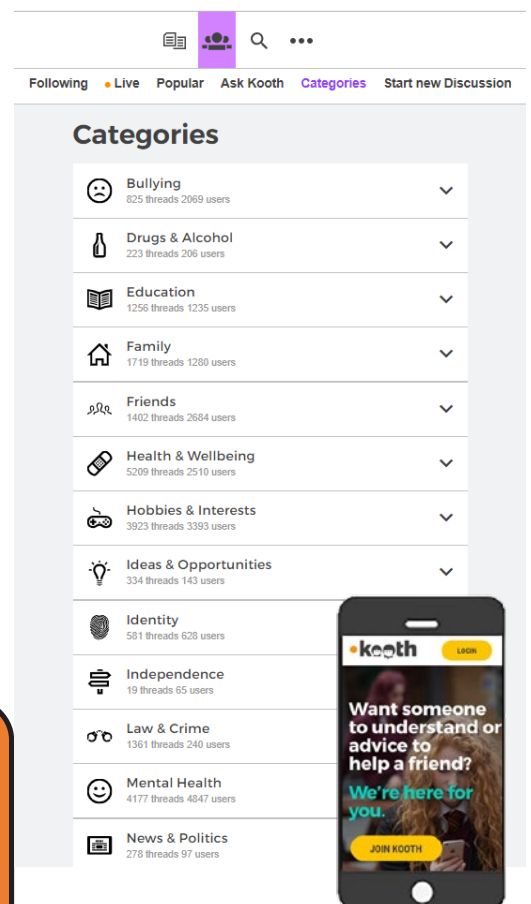 Following Live Popular Ask Kooth Categories Start new Discussion
Categories
Bullying
825 threads 2069 users
Drugs & Alcohol
223 threads 206 users
Education
1256 threads 1235 users
Family
1719 threads 1280 users
Friends
1402 threads 2684 users
Health & Wellbeing
5209 threads 2510 users
Hobbies & Interests
3923 threads 3393 users
Ideas & Opportunities
334 threads 143 users
Identity
581 threads 628 users
Independence
19 threads 65 users
Law & Crime
1361 threads 240 users
Mental Health
4177 threads 4847 users
News & Politics
278 threads 97 users
kooth LOGIN
Want someone
to understand or
advice to
help a friend?
We're here for
you.
JOIN KOOTH